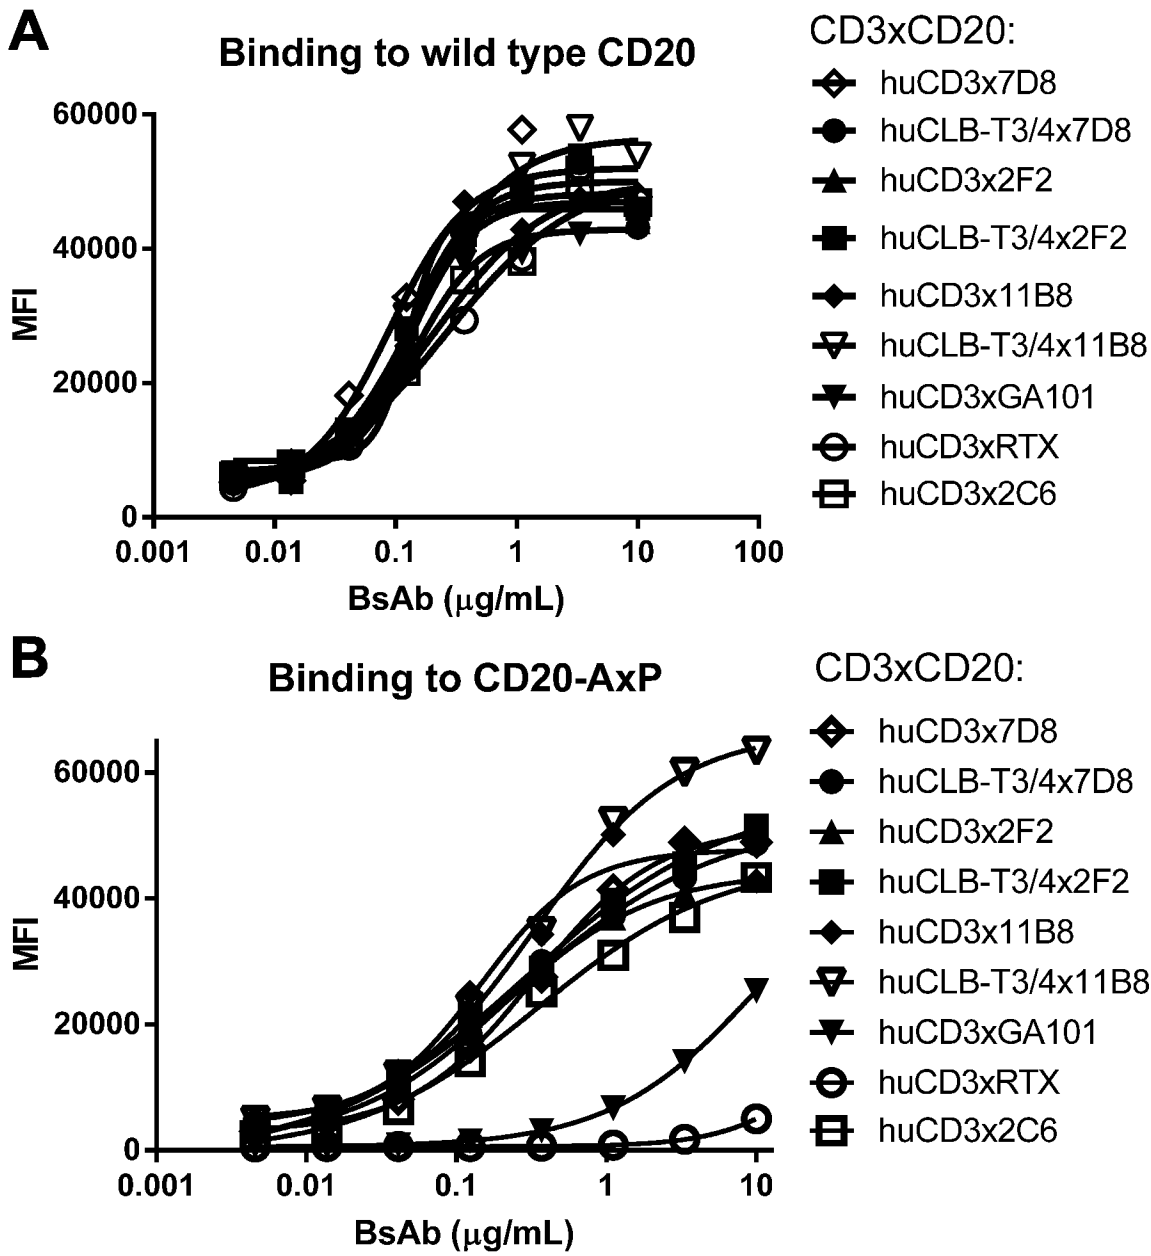 A
Binding to wild type CD20
CD3xCD20:
huCD3x7D8
huCLB-T3/4x7D8
huCD3x2F2
huCLB-T3/4x2F2
huCD3x11B8
huCLB-T3/4x11B8
huCD3xGA101
huCD3xRTX
huCD3x2C6
MFI
60000
40000
20000
0
0.001 0.01 0.1 1 10 100
BsAb (μg/mL)
B
Binding to CD20-AxP
CD3xCD20:
huCD3x7D8
huCLB-T3/4x7D8
huCD3x2F2
huCLB-T3/4x2F2
huCD3x11B8
huCLB-T3/4x11B8
huCD3xGA101
huCD3xRTX
huCD3x2C6
MFI
60000
40000
20000
0
0.001 0.01 0.1 1 10
BsAb (μg/mL)